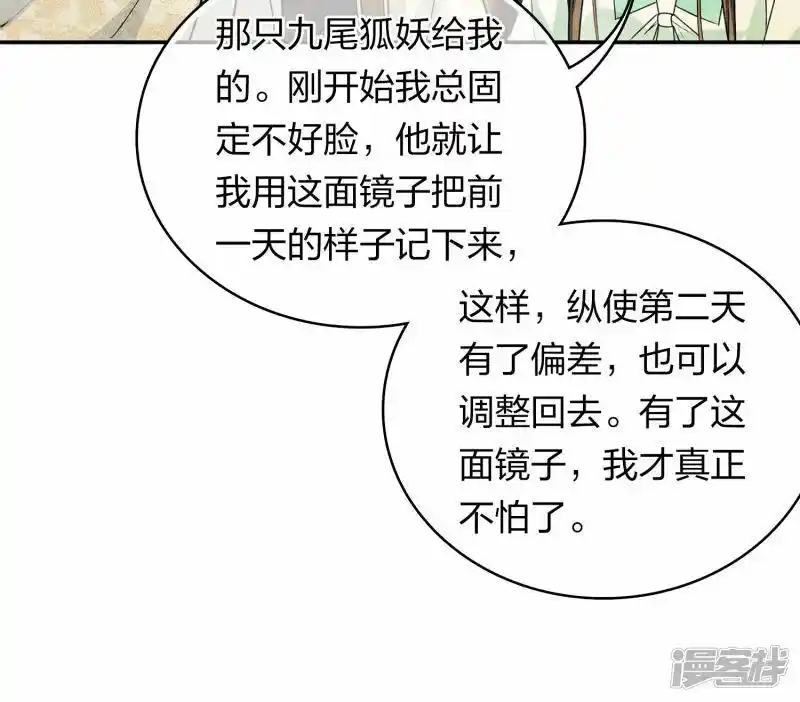 那只九尾狐妖给我
的。刚开始我总固
定不好脸，他就让
我用这面镜子把前
一天的样子记下来，
这样，纵使第二天
有了偏差，也可以
调整回去。有了这
面镜子，我才真正
不怕了。
漫客栈